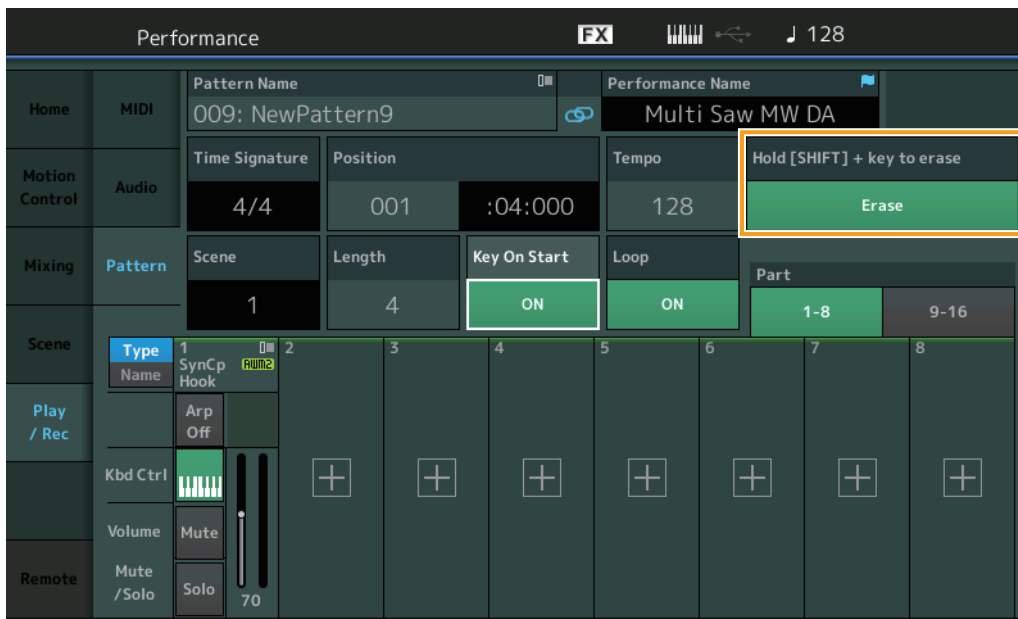 Performance
FX
128
Home
Motion
Control
Mixing
Scene
Play
/ Rec
Remote
MIDI
Audio
Pattern
Pattern Name
009: NewPattern9
Performance Name
Multi Saw MW DA
Time Signature
4/4
Position
001
:04:000
Tempo
128
Hold [SHIFT] + key to erase
Erase
Scene
1
Length
4
Key On Start
ON
Loop
ON
Part
1-8
9-16
Type
Name
1
SynCp
Hook
AWM2
2
3
4
5
6
7
8
Arp
Off
Kbd Ctrl
Volume
Mute
Mute
/Solo
Solo
70